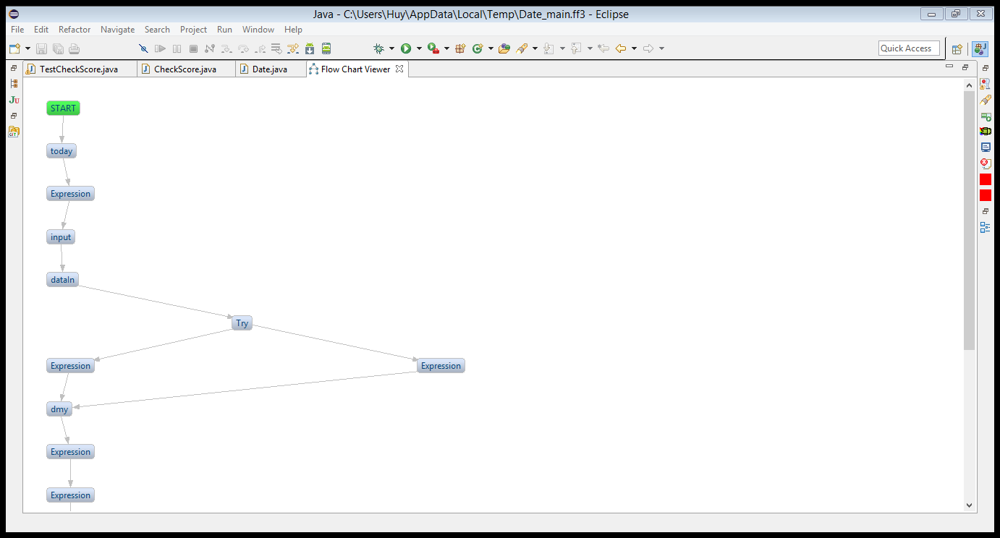 Java - C:\Users\Huy\AppData\Local\Temp\Date_main.ff3 - Eclipse
File Edit Refactor Navigate Search Project Run Window Help
Quick Access
TestCheckScore.java CheckScore.java Date.java Flow Chart Viewer
START
today
Expression
input
dataIn
Try
Expression Expression
dmy
Expression
Expression